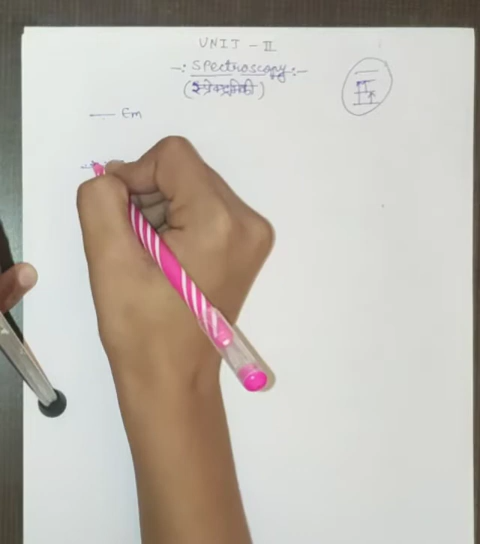 UNIT - II
-: Spectroscopy :-
(स्पेक्ट्रमिकी)
Em